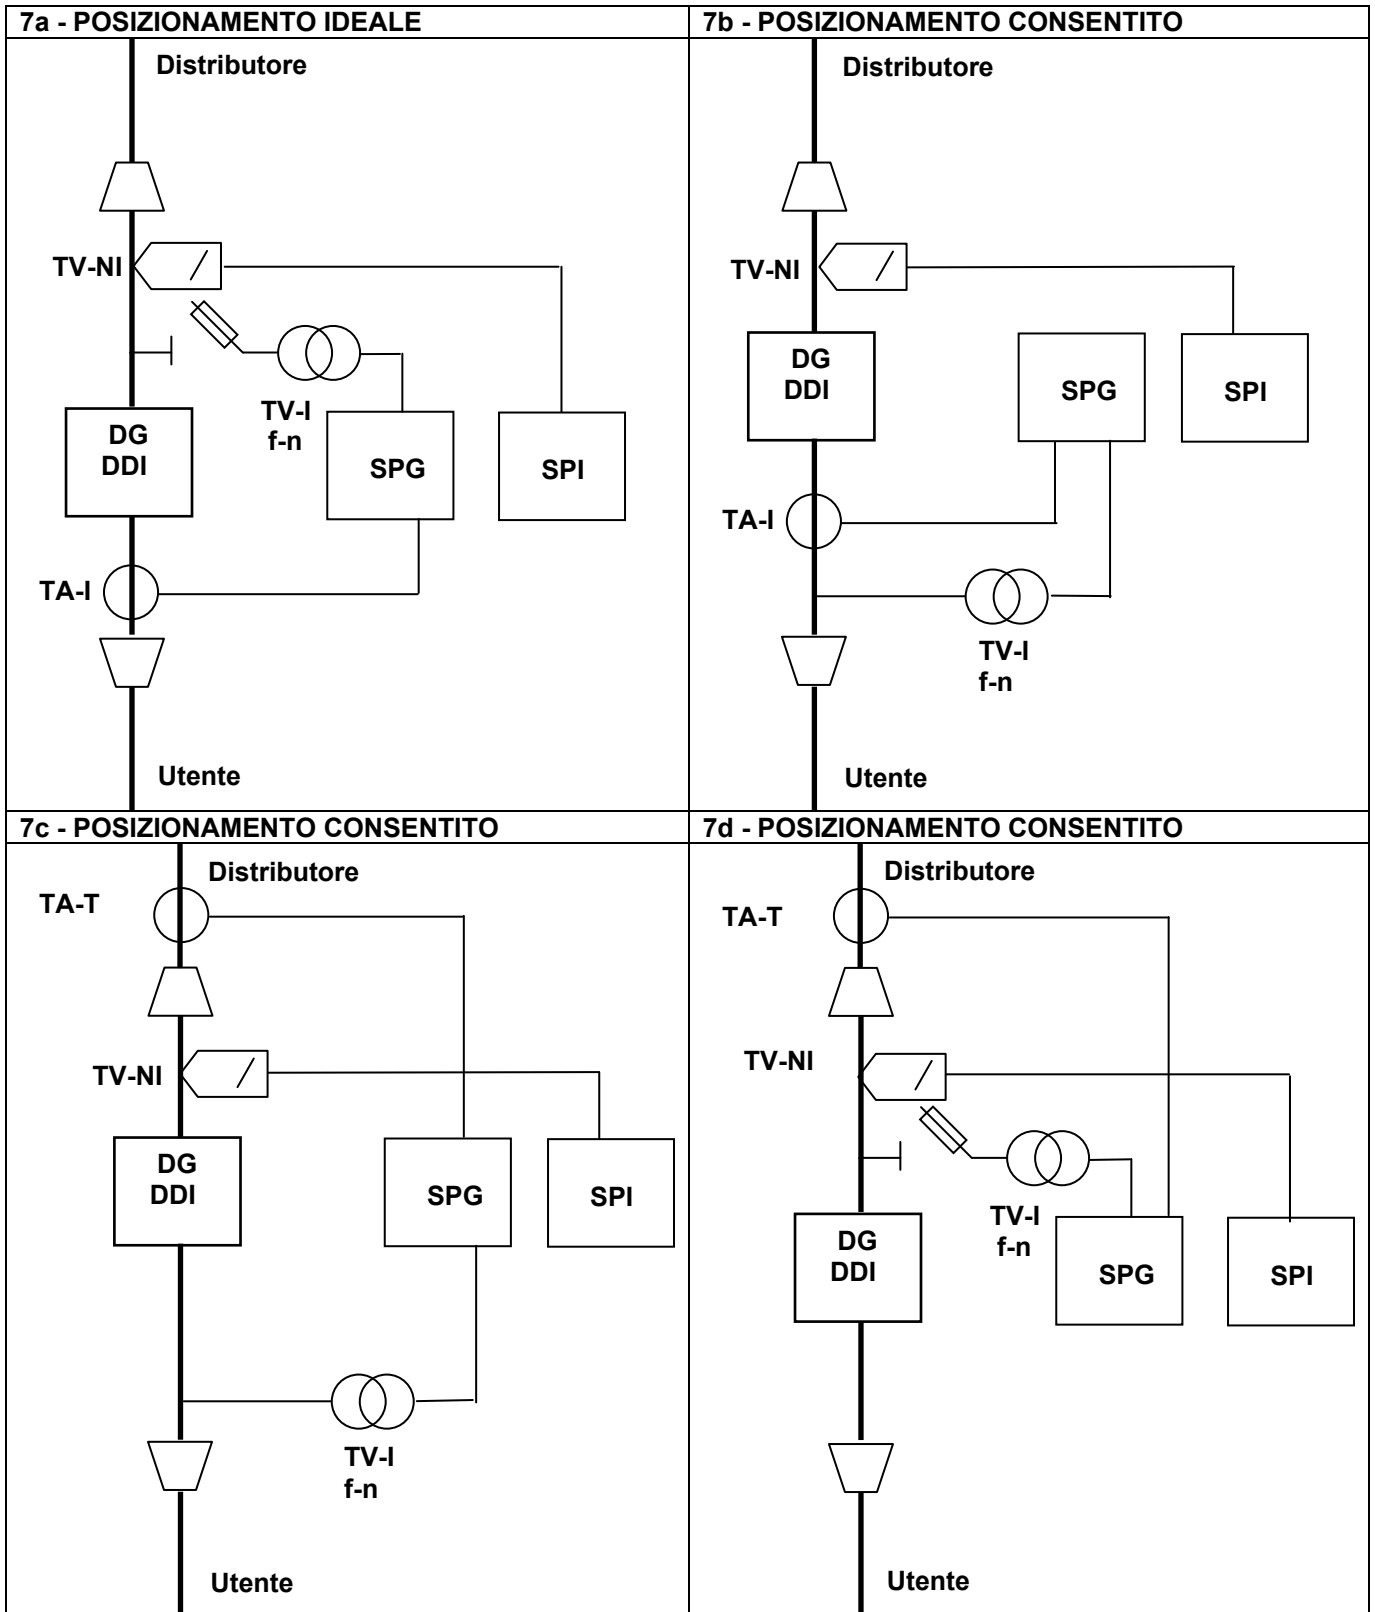 7a - POSIZIONAMENTO IDEALE
Distributore
TV-NI
TV-I
f-n
DG
DDI
SPG
SPI
TA-I
Utente
7b - POSIZIONAMENTO CONSENTITO
Distributore
TV-NI
DG
DDI
SPG
SPI
TA-I
TV-I
f-n
Utente
7c - POSIZIONAMENTO CONSENTITO
Distributore
TA-T
TV-NI
DG
DDI
SPG
SPI
TV-I
f-n
Utente
7d - POSIZIONAMENTO CONSENTITO
Distributore
TA-T
TV-NI
TV-I
f-n
DG
DDI
SPG
SPI
Utente